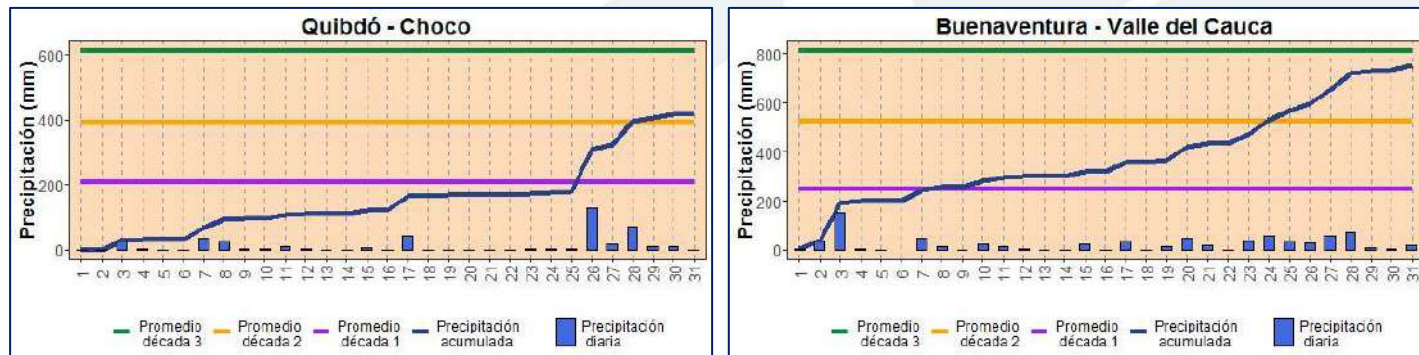 Quibdó - Choco
Precipitación (mm)
600
400
200
0
1 2 3 4 5 6 7 8 9 10 11 12 13 14 15 16 17 18 19 20 21 22 23 24 25 26 27 28 29 30 31
Promedio década 3
Promedio década 2
Promedio década 1
Precipitación acumulada
Precipitación diaria
Buenaventura - Valle del Cauca
Precipitación (mm)
800
600
400
200
0
1 2 3 4 5 6 7 8 9 10 11 12 13 14 15 16 17 18 19 20 21 22 23 24 25 26 27 28 29 30 31
Promedio década 3
Promedio década 2
Promedio década 1
Precipitación acumulada
Precipitación diaria